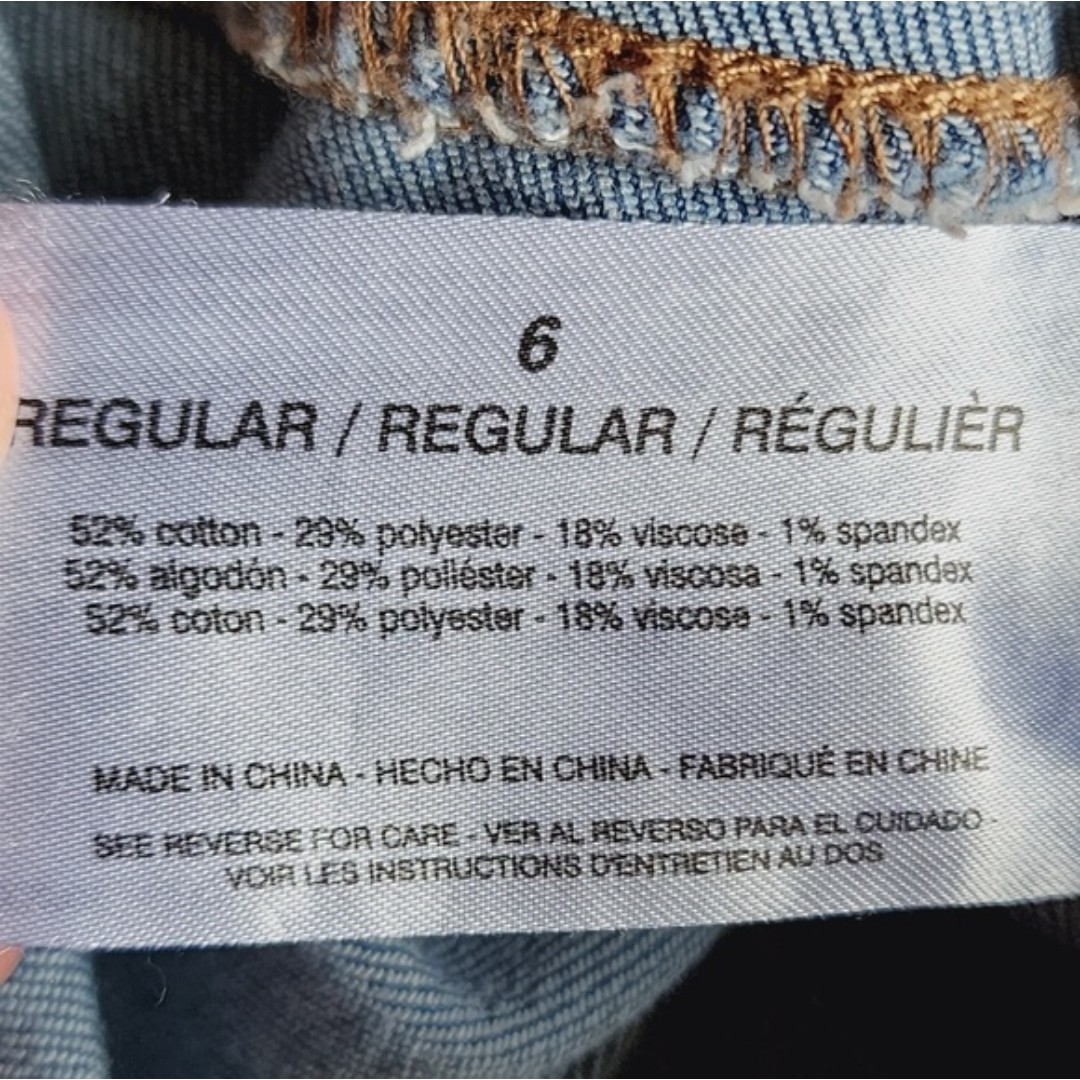 6
REGULAR / REGULAR / RÉGULIÈR
52% cotton - 29% polyester - 18% viscose - 1% spandex
52% algodón - 29% poliéster - 18% viscosa - 1% spandex
52% coton - 29% polyester - 18% viscose - 1% spandex
MADE IN CHINA - HECHO EN CHINA - FABRIQUÉ EN CHINE
SEE REVERSE FOR CARE - VER AL REVERSO PARA EL CUIDADO -
VOIR LES INSTRUCTIONS D'ENTRETIEN AU DOS